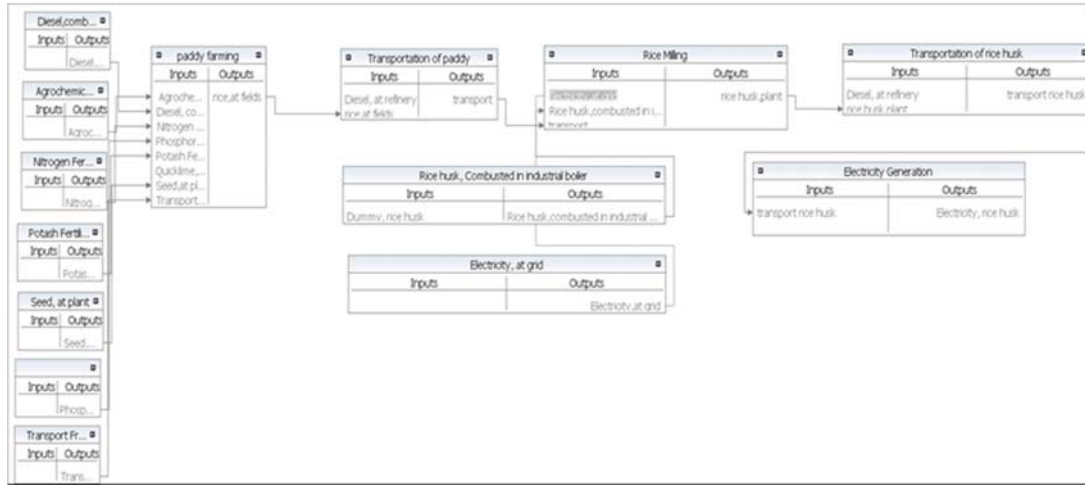 Diesel,comb...
Inputs Outputs
Diesel,...
Agrochemic...
Inputs Outputs
Agroc...
Nitrogen Fer...
Inputs Outputs
Nitrog...
Potash Fertil...
Inputs Outputs
Potas...
Seed, at plant
Inputs Outputs
Seed,...
Inputs Outputs
Phosp...
Transport Fr...
Inputs Outputs
Trans...
paddy farming
Inputs Outputs
Agroche... rice,at fields
Diesel, co...
Nitrogen ...
Phosphor...
Potash Fe...
Quicklime,...
Seed,at pl...
Transport...
Transportation of paddy
Inputs Outputs
Diesel, at refinery transport
rice,at fields
Rice Milling
Inputs Outputs
rice husk,plant
Rice husk,combusted in i...
transport
Transportation of rice husk
Inputs Outputs
Diesel, at refinery transport rice husk
rice husk,plant
Rice husk, Combusted in industrial boiler
Inputs Outputs
Dummy, rice husk Rice husk,combusted in industrial ...
Electricity Generation
Inputs Outputs
transport rice husk Electricity, rice husk
Electricity, at grid
Inputs Outputs
Electricity,at grid